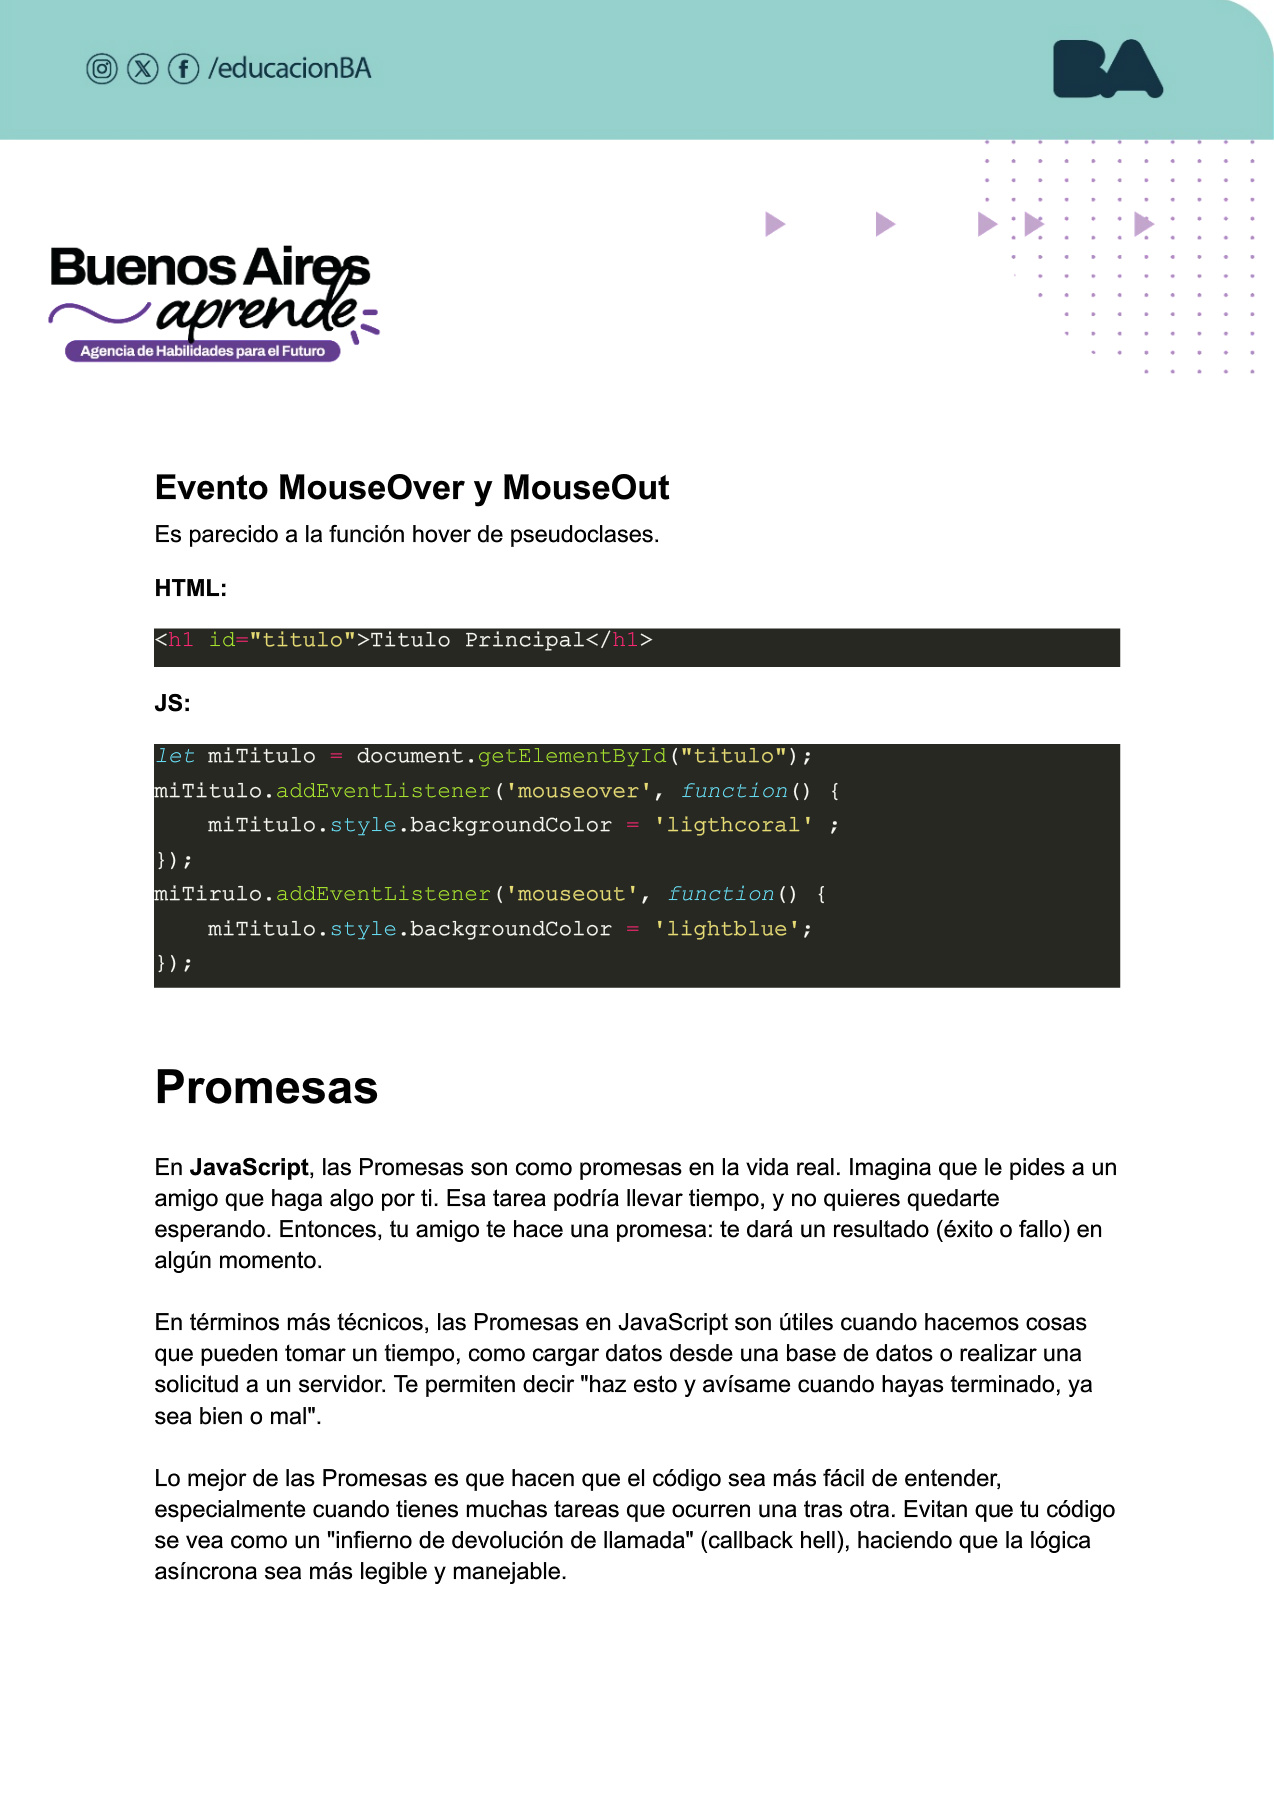 /educacionBA
BA
Buenos Aires
aprende
Agencia de Habilidades para el Futuro
Evento MouseOver y MouseOut
Es parecido a la función hover de pseudoclases.
HTML:
<h1 id="titulo">Titulo Principal</h1>
JS:
let miTitulo = document.getElementById("titulo");
miTitulo.addEventListener('mouseover', function() {
    miTitulo.style.backgroundColor = 'ligthcoral' ;
});
miTirulo.addEventListener('mouseout', function() {
    miTitulo.style.backgroundColor = 'lightblue';
});
Promesas
En JavaScript, las Promesas son como promesas en la vida real. Imagina que le pides a un
amigo que haga algo por ti. Esa tarea podría llevar tiempo, y no quieres quedarte
esperando. Entonces, tu amigo te hace una promesa: te dará un resultado (éxito o fallo) en
algún momento.
En términos más técnicos, las Promesas en JavaScript son útiles cuando hacemos cosas
que pueden tomar un tiempo, como cargar datos desde una base de datos o realizar una
solicitud a un servidor. Te permiten decir "haz esto y avísame cuando hayas terminado, ya
sea bien o mal".
Lo mejor de las Promesas es que hacen que el código sea más fácil de entender,
especialmente cuando tienes muchas tareas que ocurren una tras otra. Evitan que tu código
se vea como un "infierno de devolución de llamada" (callback hell), haciendo que la lógica
asíncrona sea más legible y manejable.